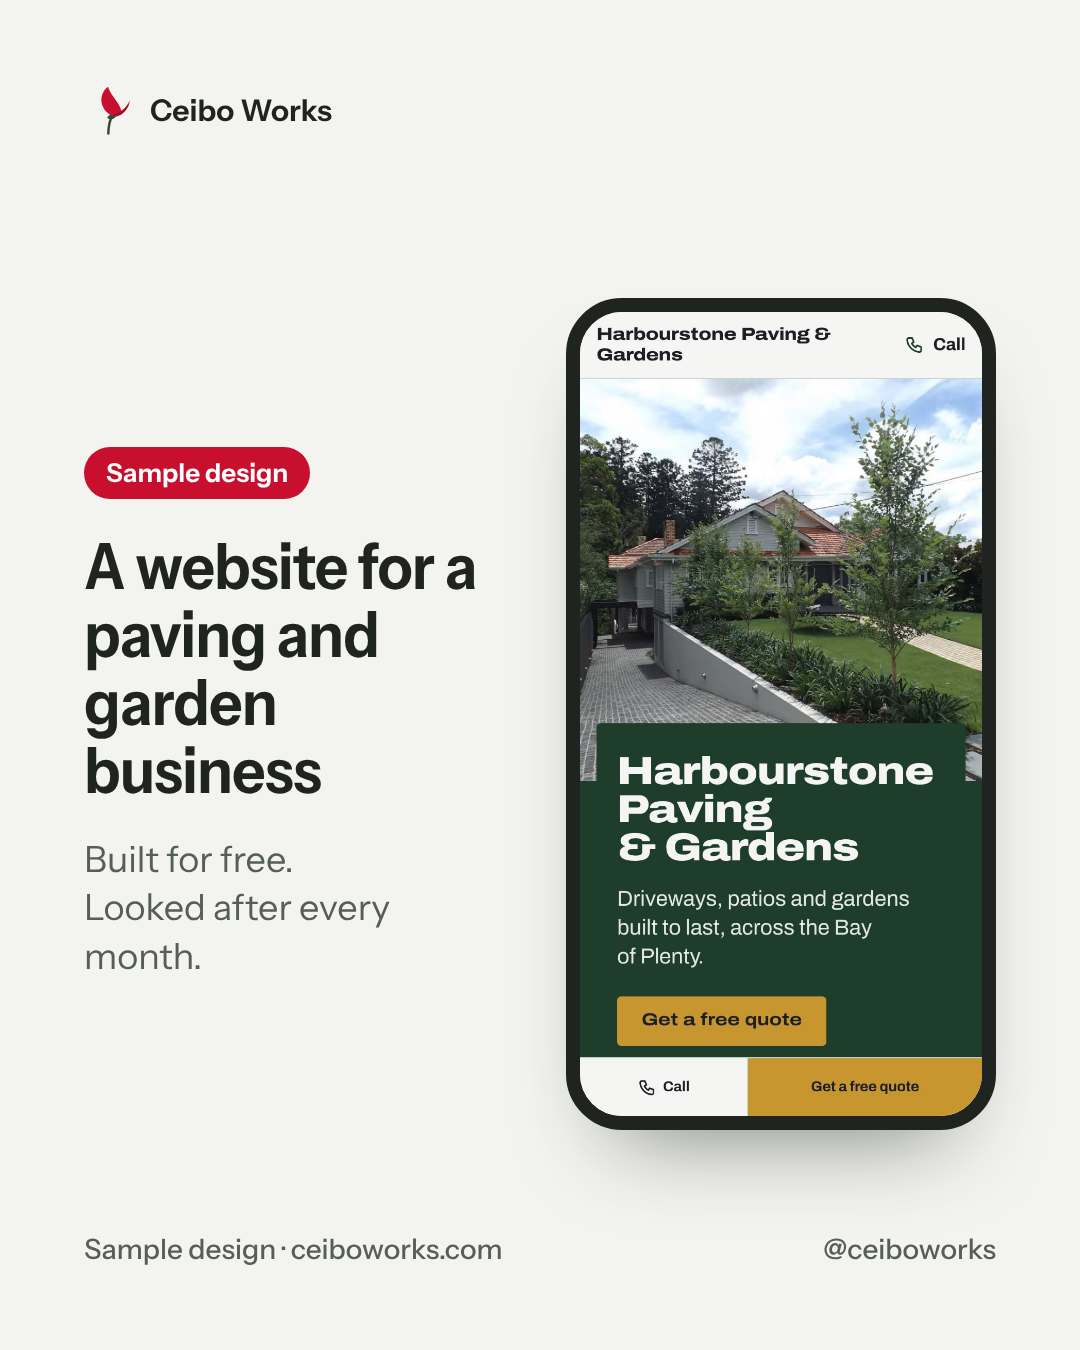 Ceibo Works
Sample design
A website for a
paving and
garden
business
Built for free.
Looked after every
month.
Harbourstone Paving &
Gardens
Call
Harbourstone
Paving
& Gardens
Driveways, patios and gardens
built to last, across the Bay
of Plenty.
Get a free quote
Call
Get a free quote
Sample design · ceiboworks.com
@ceiboworks